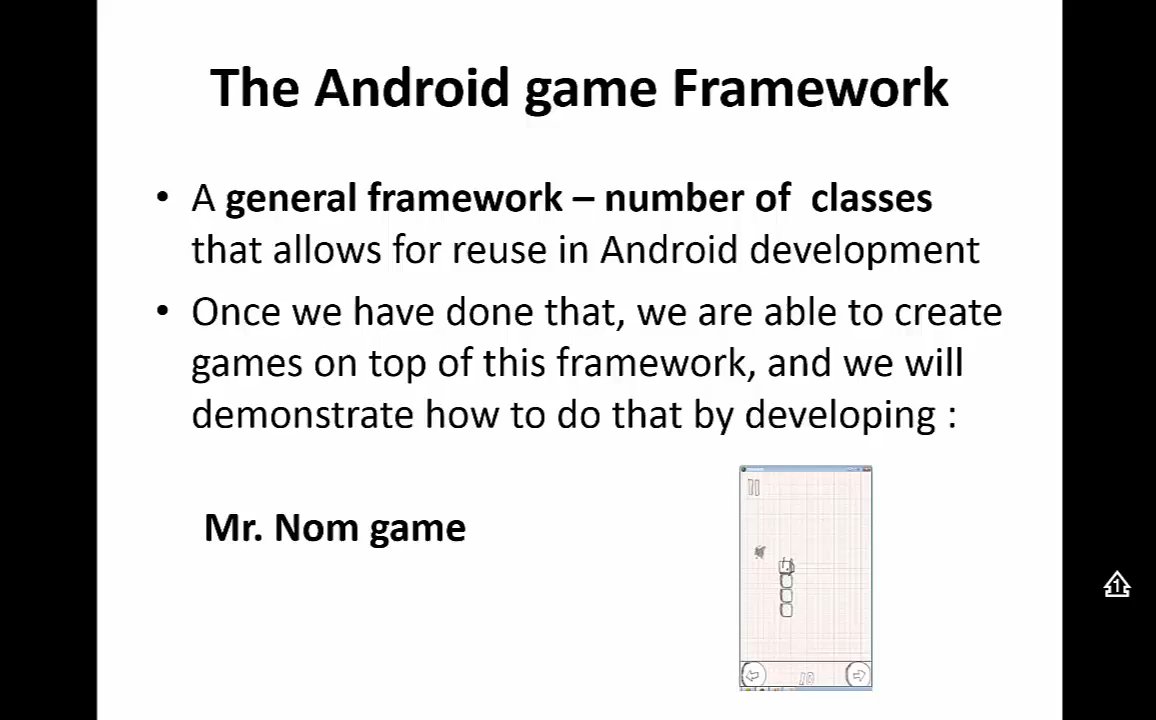 The Android game Framework
• A general framework – number of classes
that allows for reuse in Android development
• Once we have done that, we are able to create
games on top of this framework, and we will
demonstrate how to do that by developing :
Mr. Nom game
10
1